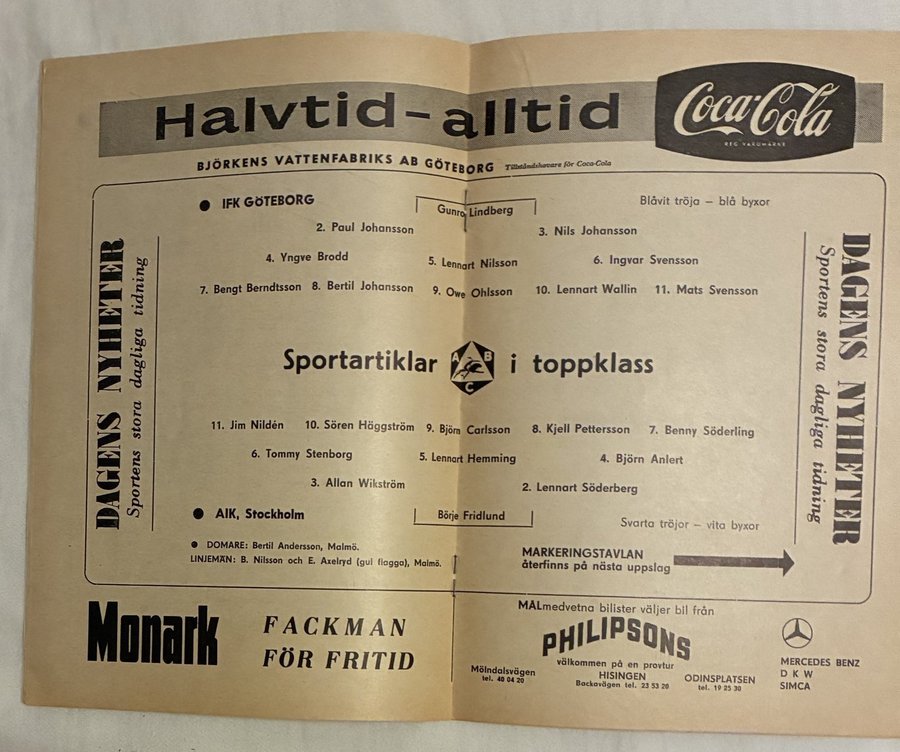 Halvtid-alltid
Coca-Cola
REG VARUMÄRKE
BJÖRKENS VATTENFABRIKS AB GÖTEBORG Tillståndshavare för Coca-Cola
DAGENS NYHETER
Sportens stora dagliga tidning
● IFK GÖTEBORG
Gunnar Lindberg
Blåvit tröja – blå byxor
2. Paul Johansson 3. Nils Johansson
4. Yngve Brodd 5. Lennart Nilsson 6. Ingvar Svensson
7. Bengt Berndtsson 8. Bertil Johansson 9. Owe Ohlsson 10. Lennart Wallin 11. Mats Svensson
Sportartiklar ABC i toppklass
11. Jim Nildén 10. Sören Häggström 9. Björn Carlsson 8. Kjell Pettersson 7. Benny Söderling
6. Tommy Stenborg 5. Lennart Hemming 4. Björn Anlert
3. Allan Wikström 2. Lennart Söderberg
● AIK, Stockholm
Börje Fridlund
Svarta tröjor – vita byxor
● DOMARE: Bertil Andersson, Malmö.
LINJEMÄN: B. Nilsson och E. Axelryd (gul flagga), Malmö.
MARKERINGSTAVLAN
återfinns på nästa uppslag
DAGENS NYHETER
Sportens stora dagliga tidning
Monark
FACKMAN
FÖR FRITID
MÅLmedvetna bilister väljer bil från
PHILIPSONS
välkommen på en provtur
Mölndalsvägen
tel. 40 04 20
HISINGEN
Backavägen tel. 23 53 20
ODINSPLATSEN
tel. 19 25 30
MERCEDES BENZ
D K W
SIMCA